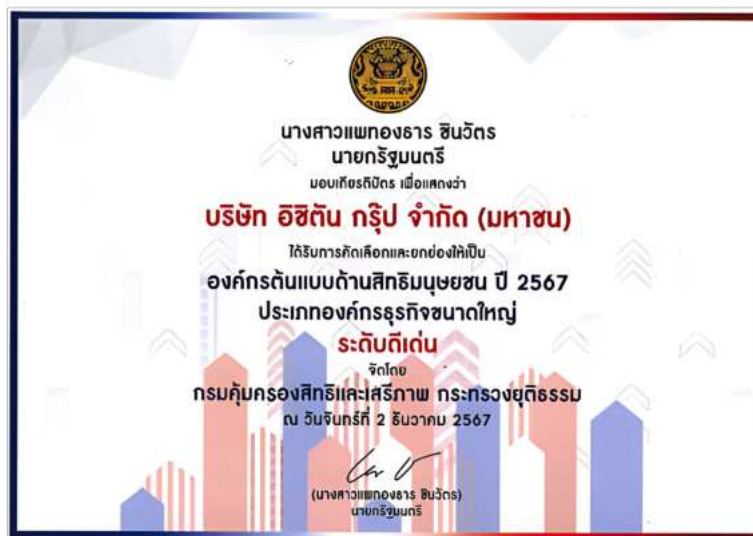 นางสาวแพทองธาร ชินวัตร
นายกรัฐมนตรี
มอบเกียรติบัตร เพื่อแสดงว่า
บริษัท อิชิตัน กรุ๊ป จำกัด (มหาชน)
ได้รับการคัดเลือกและยกย่องให้เป็น
องค์กรต้นแบบด้านสิทธิมนุษยชน ปี 2567
ประเภทองค์กรธุรกิจขนาดใหญ่
ระดับดีเด่น
จัดโดย
กรมคุ้มครองสิทธิและเสรีภาพ กระทรวงยุติธรรม
ณ วันจันทร์ที่ 2 ธันวาคม 2567
(นางสาวแพทองธาร ชินวัตร)
นายกรัฐมนตรี